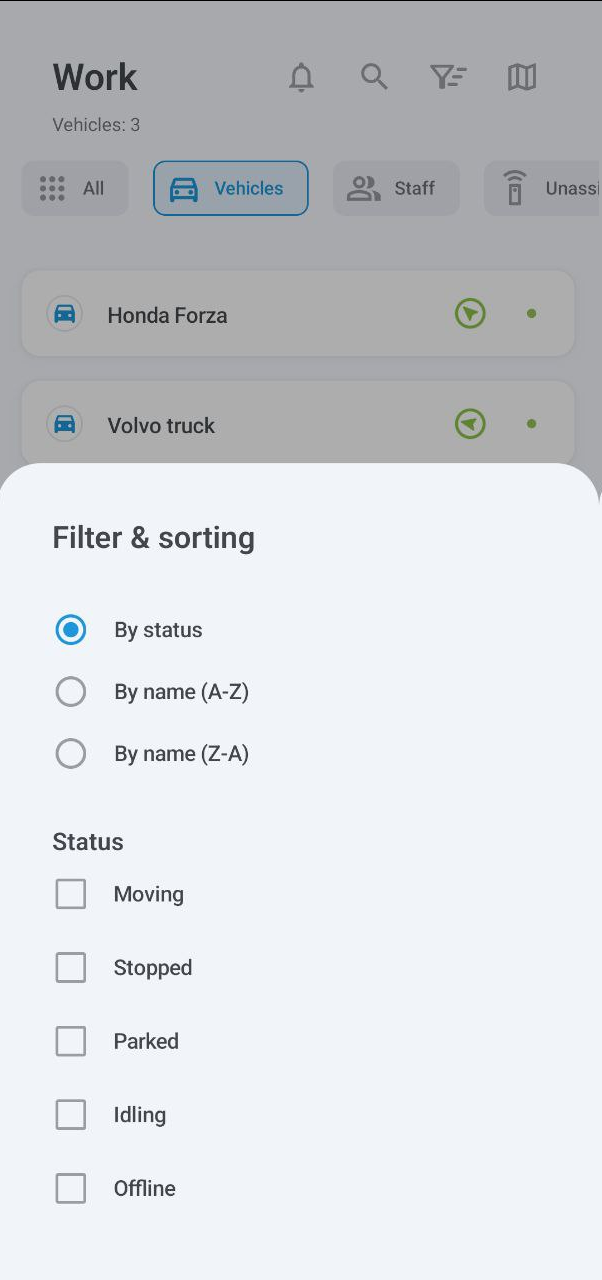 Work
Vehicles: 3
All
Vehicles
Staff
Unassi
Honda Forza
Volvo truck
Filter & sorting
By status
By name (A-Z)
By name (Z-A)
Status
Moving
Stopped
Parked
Idling
Offline